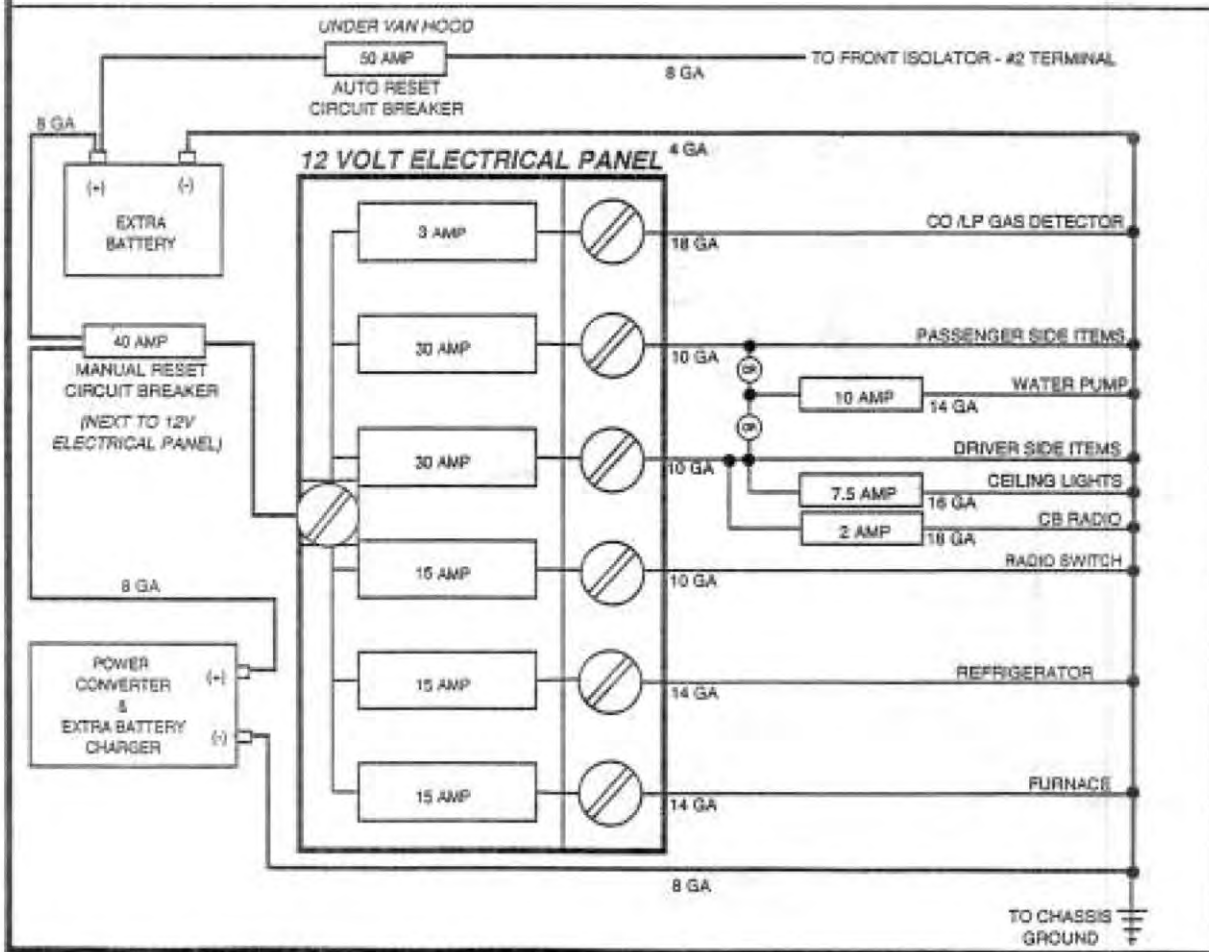 UNDER VAN HOOD
50 AMP
AUTO RESET
CIRCUIT BREAKER
8 GA
TO FRONT ISOLATOR - #2 TERMINAL
8 GA
(+)
(-)
EXTRA
BATTERY
4 GA
12 VOLT ELECTRICAL PANEL
3 AMP
18 GA
CO /LP GAS DETECTOR
30 AMP
10 GA
PASSENGER SIDE ITEMS
OR
10 AMP
14 GA
WATER PUMP
OR
40 AMP
MANUAL RESET
CIRCUIT BREAKER
(NEXT TO 12V
ELECTRICAL PANEL)
30 AMP
10 GA
DRIVER SIDE ITEMS
7.5 AMP
16 GA
CEILING LIGHTS
2 AMP
18 GA
CB RADIO
15 AMP
10 GA
RADIO SWITCH
8 GA
POWER
CONVERTER
&
EXTRA BATTERY
CHARGER
(+)
(-)
15 AMP
14 GA
REFRIGERATOR
15 AMP
14 GA
FURNACE
8 GA
TO CHASSIS
GROUND